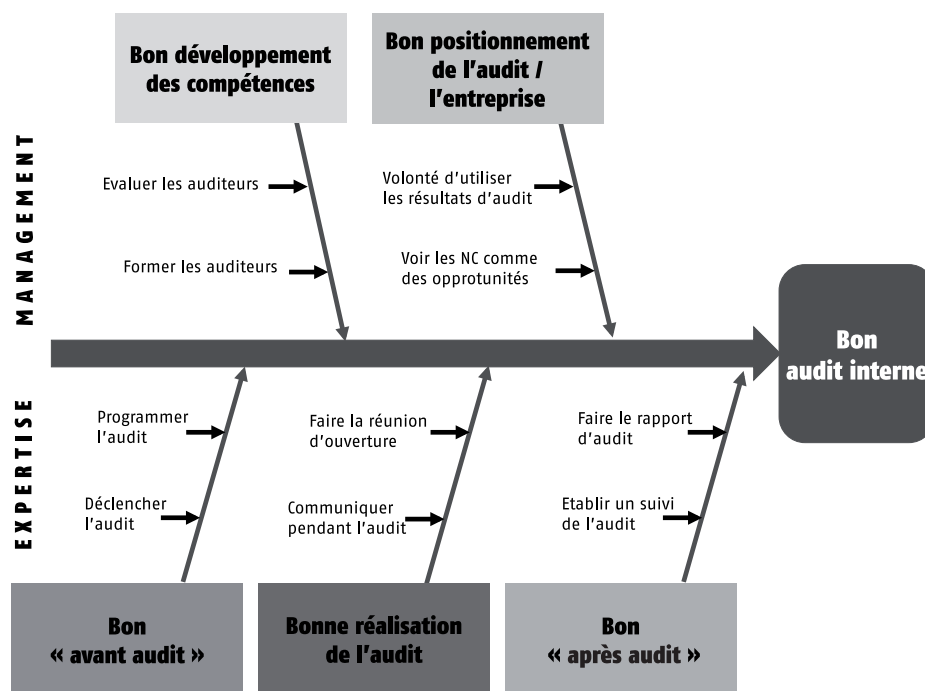 Bon développement
des compétences
Bon positionnement
de l'audit /
l'entreprise
MANAGEMENT
Evaluer les auditeurs
Former les auditeurs
Volonté d'utiliser
les résultats d'audit
Voir les NC comme
des opprotunités
Bon
audit interne
EXPERTISE
Programmer
l'audit
Déclencher
l'audit
Faire la réunion
d'ouverture
Communiquer
pendant l'audit
Faire le rapport
d'audit
Etablir un suivi
de l'audit
Bon
« avant audit »
Bonne réalisation
de l'audit
Bon
« après audit »